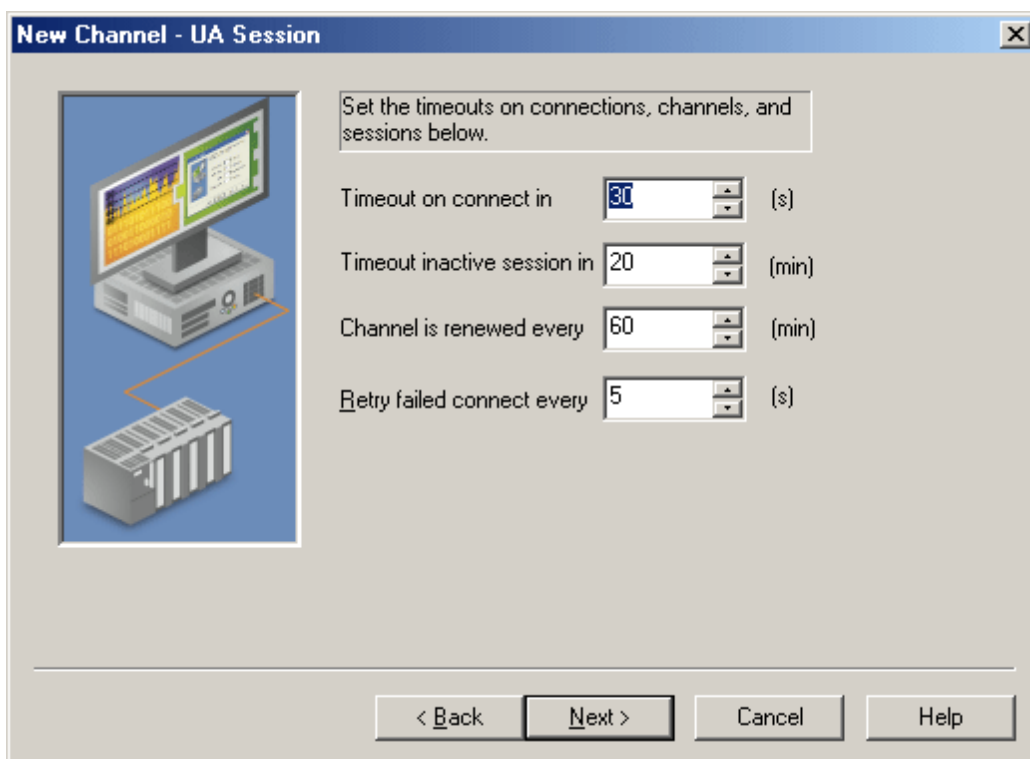 New Channel - UA Session
Set the timeouts on connections, channels, and
sessions below.
Timeout on connect in 30 (s)
Timeout inactive session in 20 (min)
Channel is renewed every 60 (min)
Retry failed connect every 5 (s)
< Back Next > Cancel Help